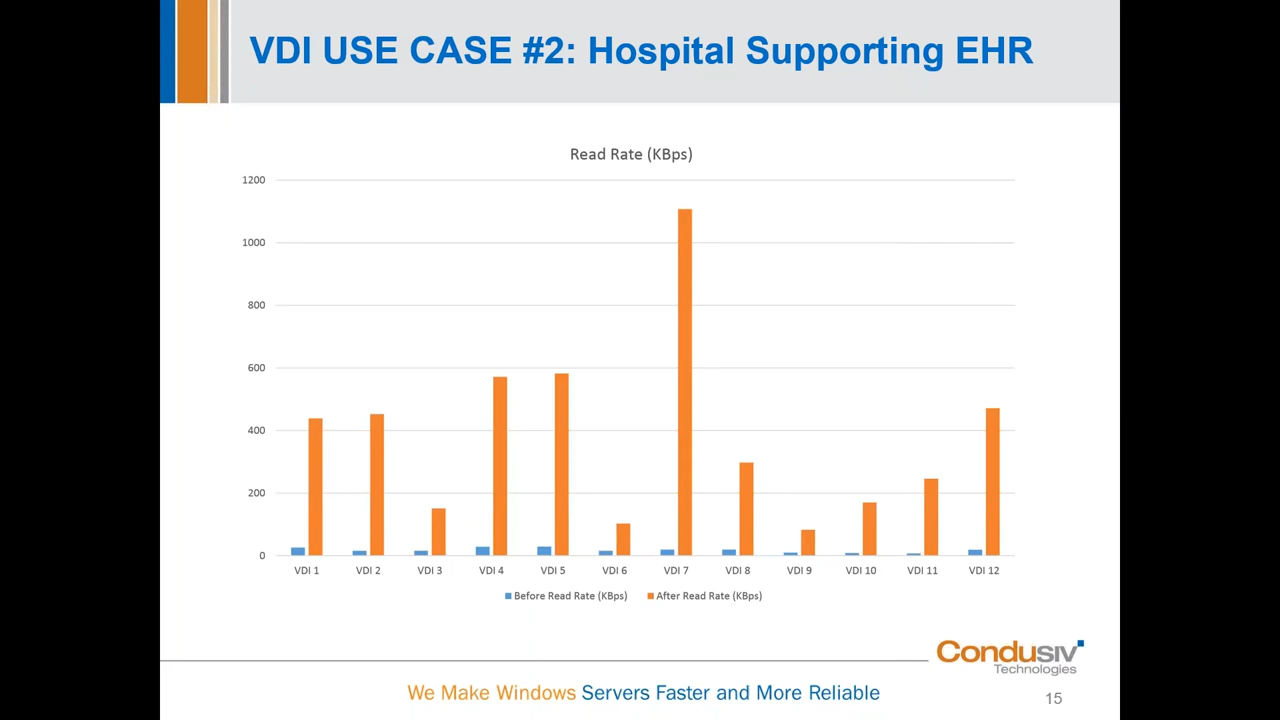 VDI USE CASE #2: Hospital Supporting EHR
Read Rate (KBps)
1200
1000
800
600
400
200
0
VDI 1 VDI 2 VDI 3 VDI 4 VDI 5 VDI 6 VDI 7 VDI 8 VDI 9 VDI 10 VDI 11 VDI 12
Before Read Rate (KBps) After Read Rate (KBps)
Condusiv
Technologies
We Make Windows Servers Faster and More Reliable
15